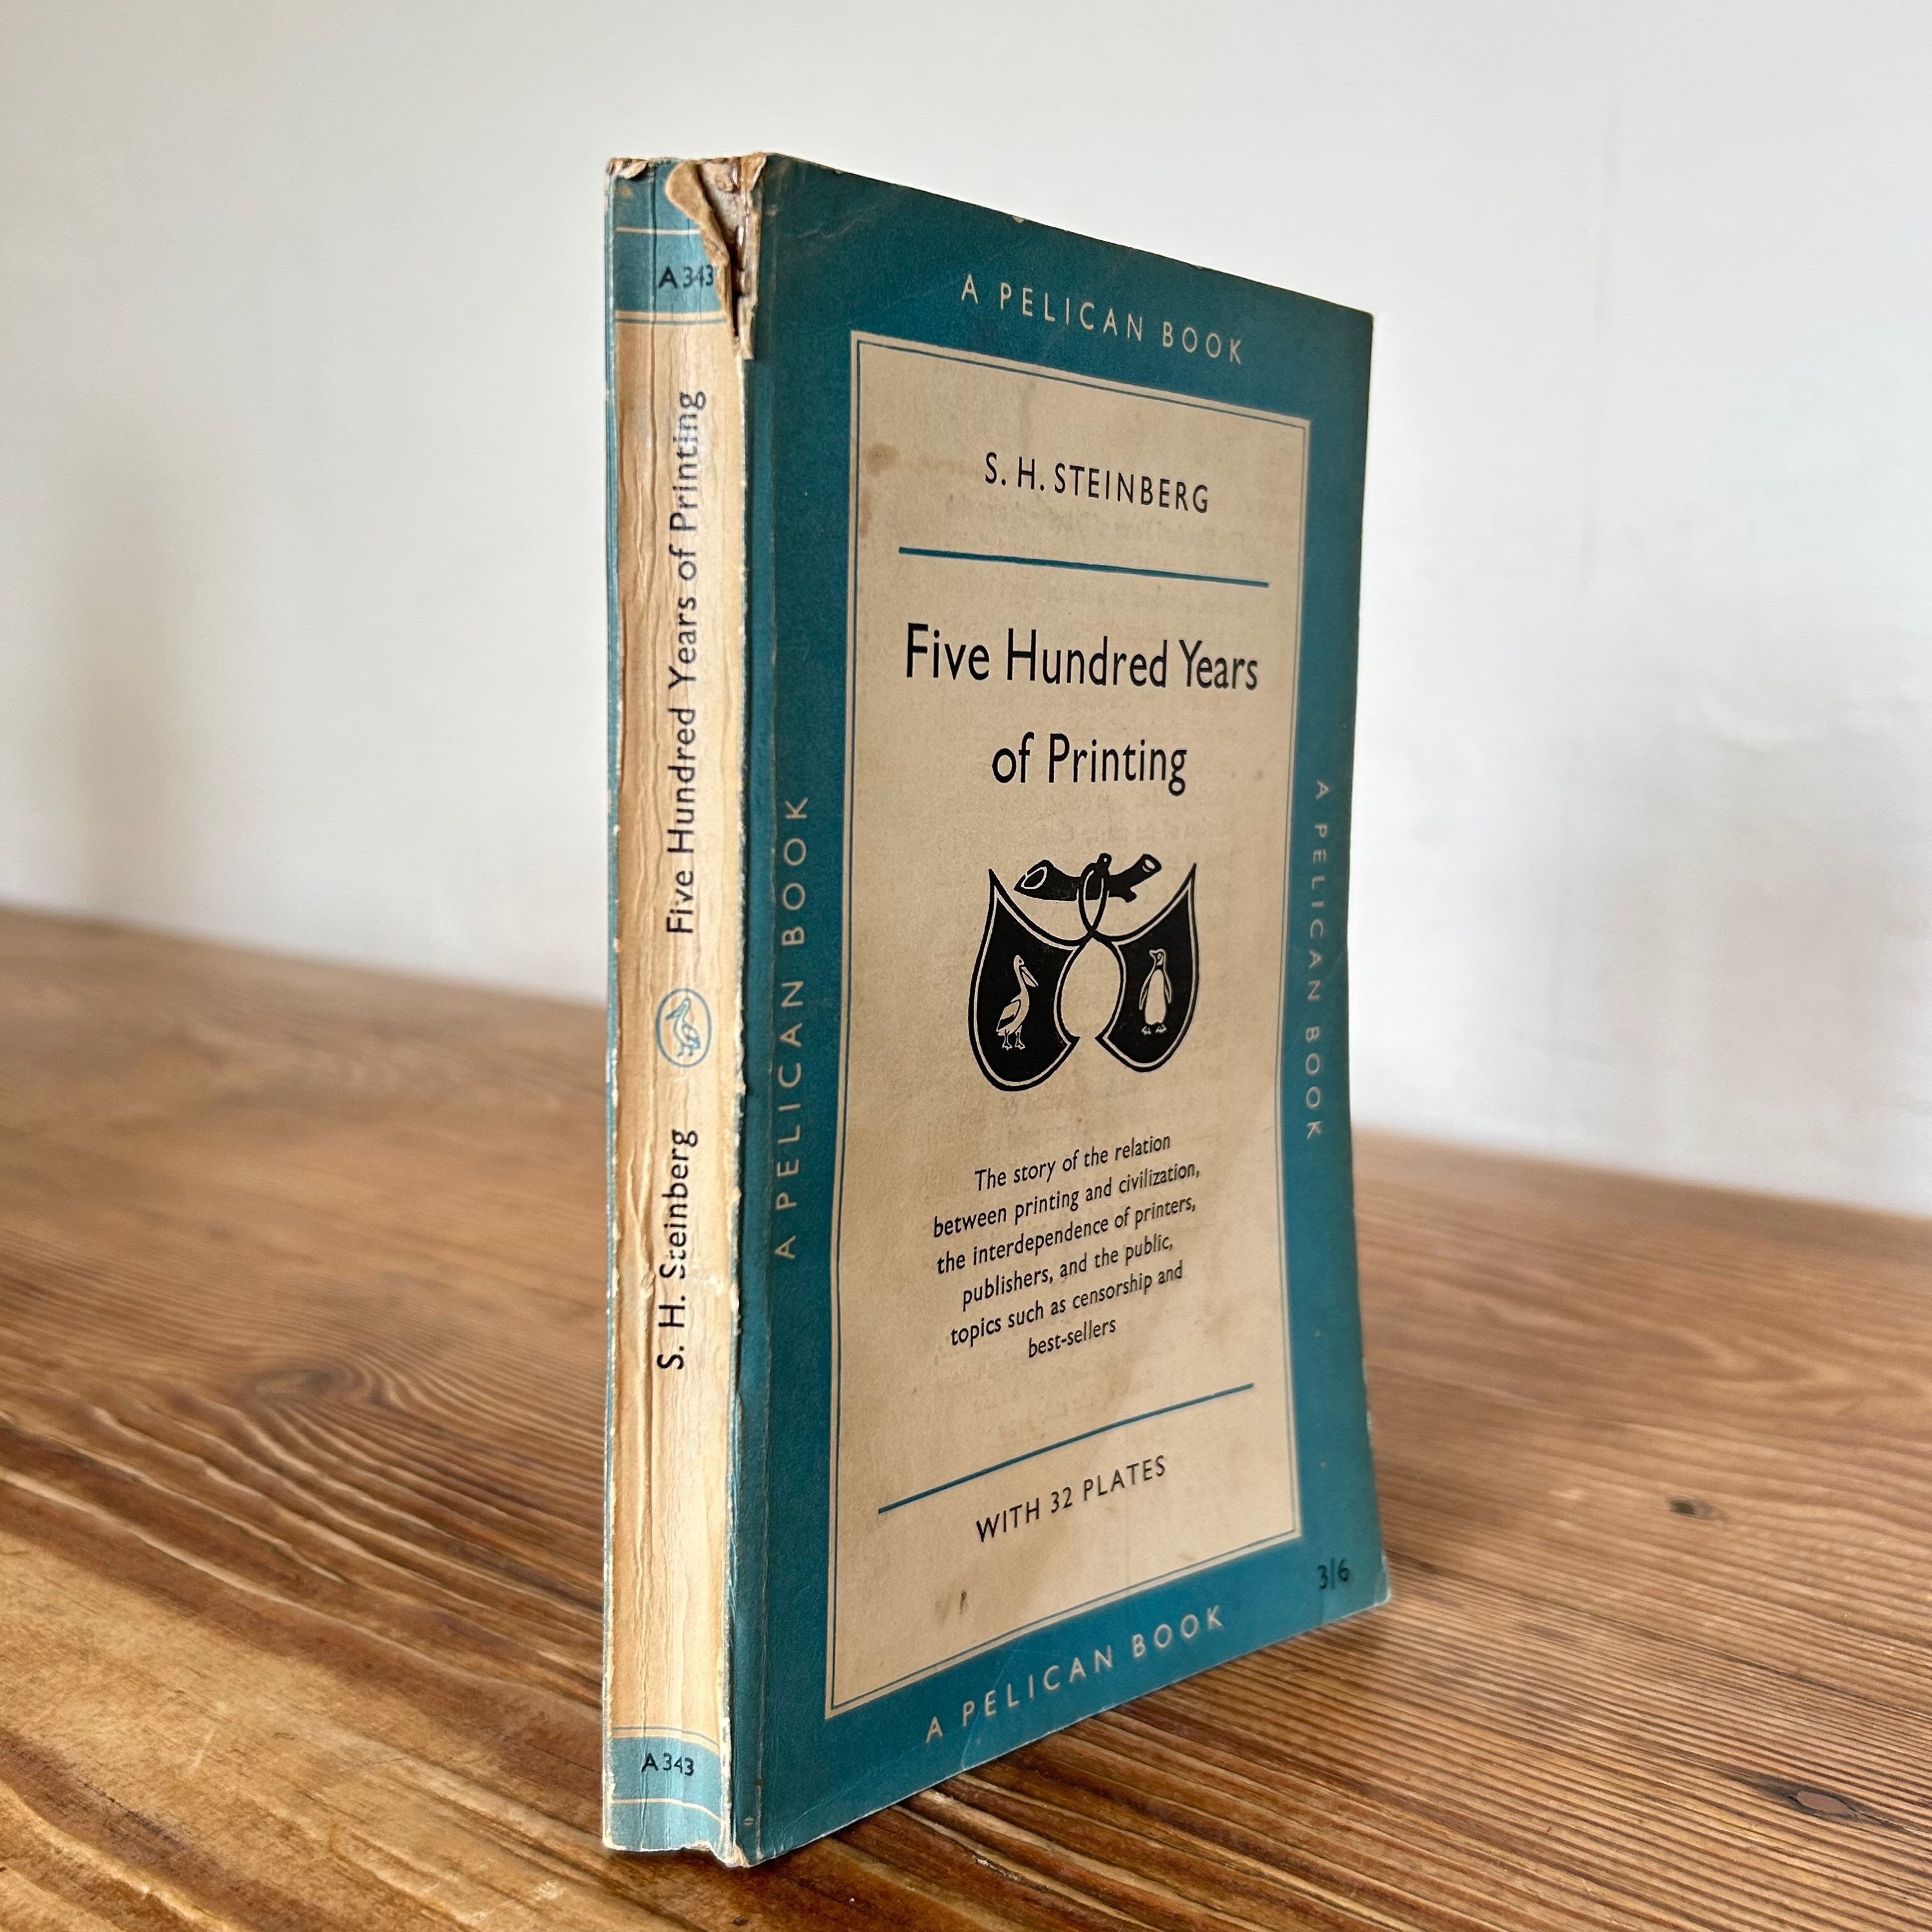 A 343
Five Hundred Years of Printing
S. H. Steinberg
A 343
A PELICAN BOOK
A PELICAN BOOK
S. H. STEINBERG
Five Hundred Years
of Printing
The story of the relation
between printing and civilization,
the interdependence of printers,
publishers, and the public,
topics such as censorship and
best-sellers
WITH 32 PLATES
A PELICAN BOOK
3/6
A PELICAN BOOK